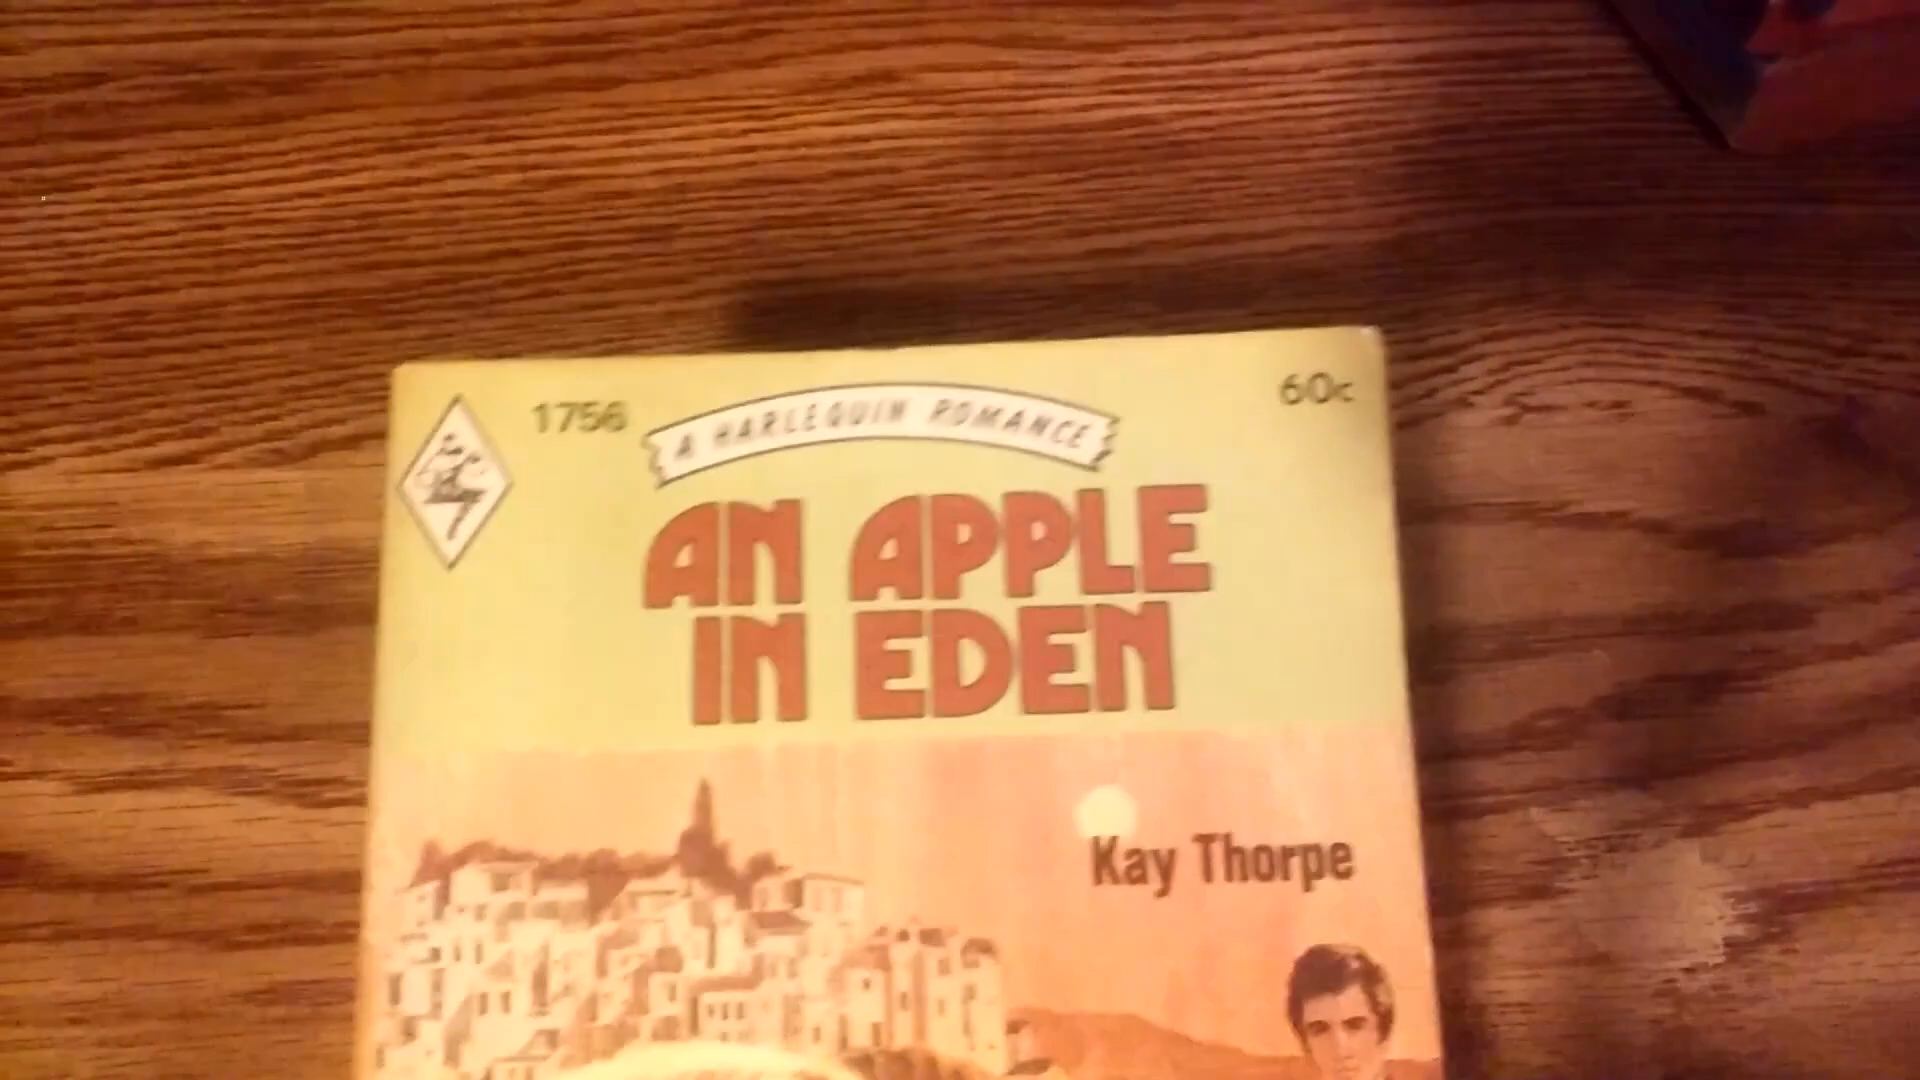 1756
A HARLEQUIN ROMANCE
60c
AN APPLE
IN EDEN
Kay Thorpe